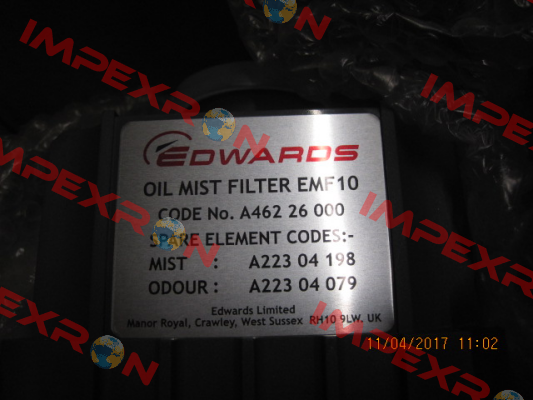 EDWARDS
OIL MIST FILTER EMF10
CODE No. A462 26 000
SPARE ELEMENT CODES:-
MIST : A223 04 198
ODOUR : A223 04 079
Edwards Limited
Manor Royal, Crawley, West Sussex RH10 9LW. UK
11/04/2017 11:02
IMPEXRON
IMPEXRON
IMPEXRON
IMPEXRON
IMPEXRON